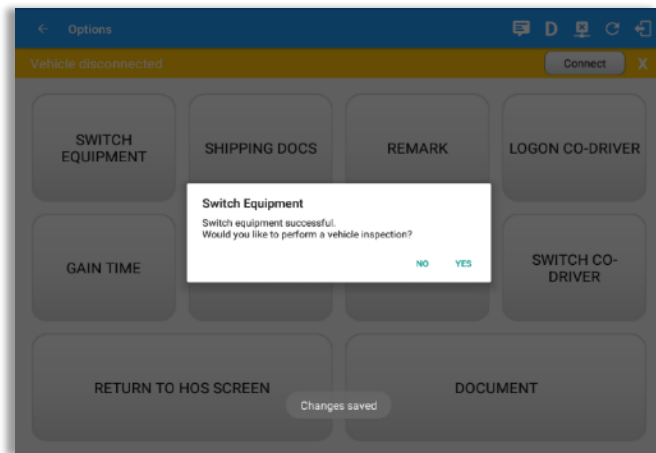 Options
D
Vehicle disconnected
Connect
X
SWITCH
EQUIPMENT
SHIPPING DOCS
REMARK
LOGON CO-DRIVER
Switch Equipment
Switch equipment successful.
Would you like to perform a vehicle inspection?
NO
YES
GAIN TIME
SWITCH CO-
DRIVER
RETURN TO HOS SCREEN
DOCUMENT
Changes saved